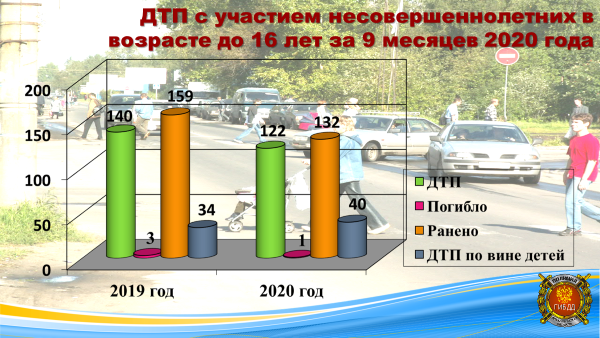 ДТП с участием несовершеннолетних в
возрасте до 16 лет за 9 месяцев 2020 года
200
150
100
50
0
140
3
159
34
122
1
132
40
2019 год
2020 год
ДТП
Погибло
Ранено
ДТП по вине детей
ГИБДД